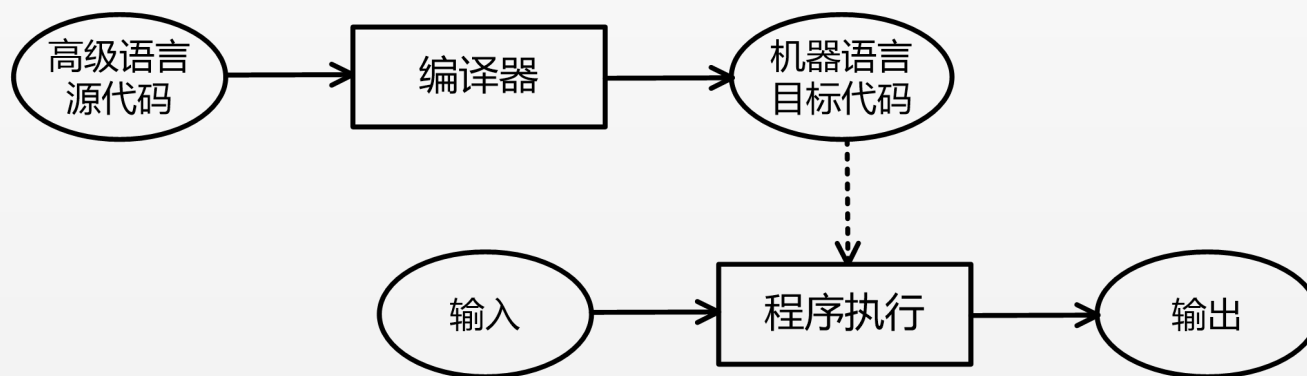 高级语言
源代码
编译器
机器语言
目标代码
输入
程序执行
输出